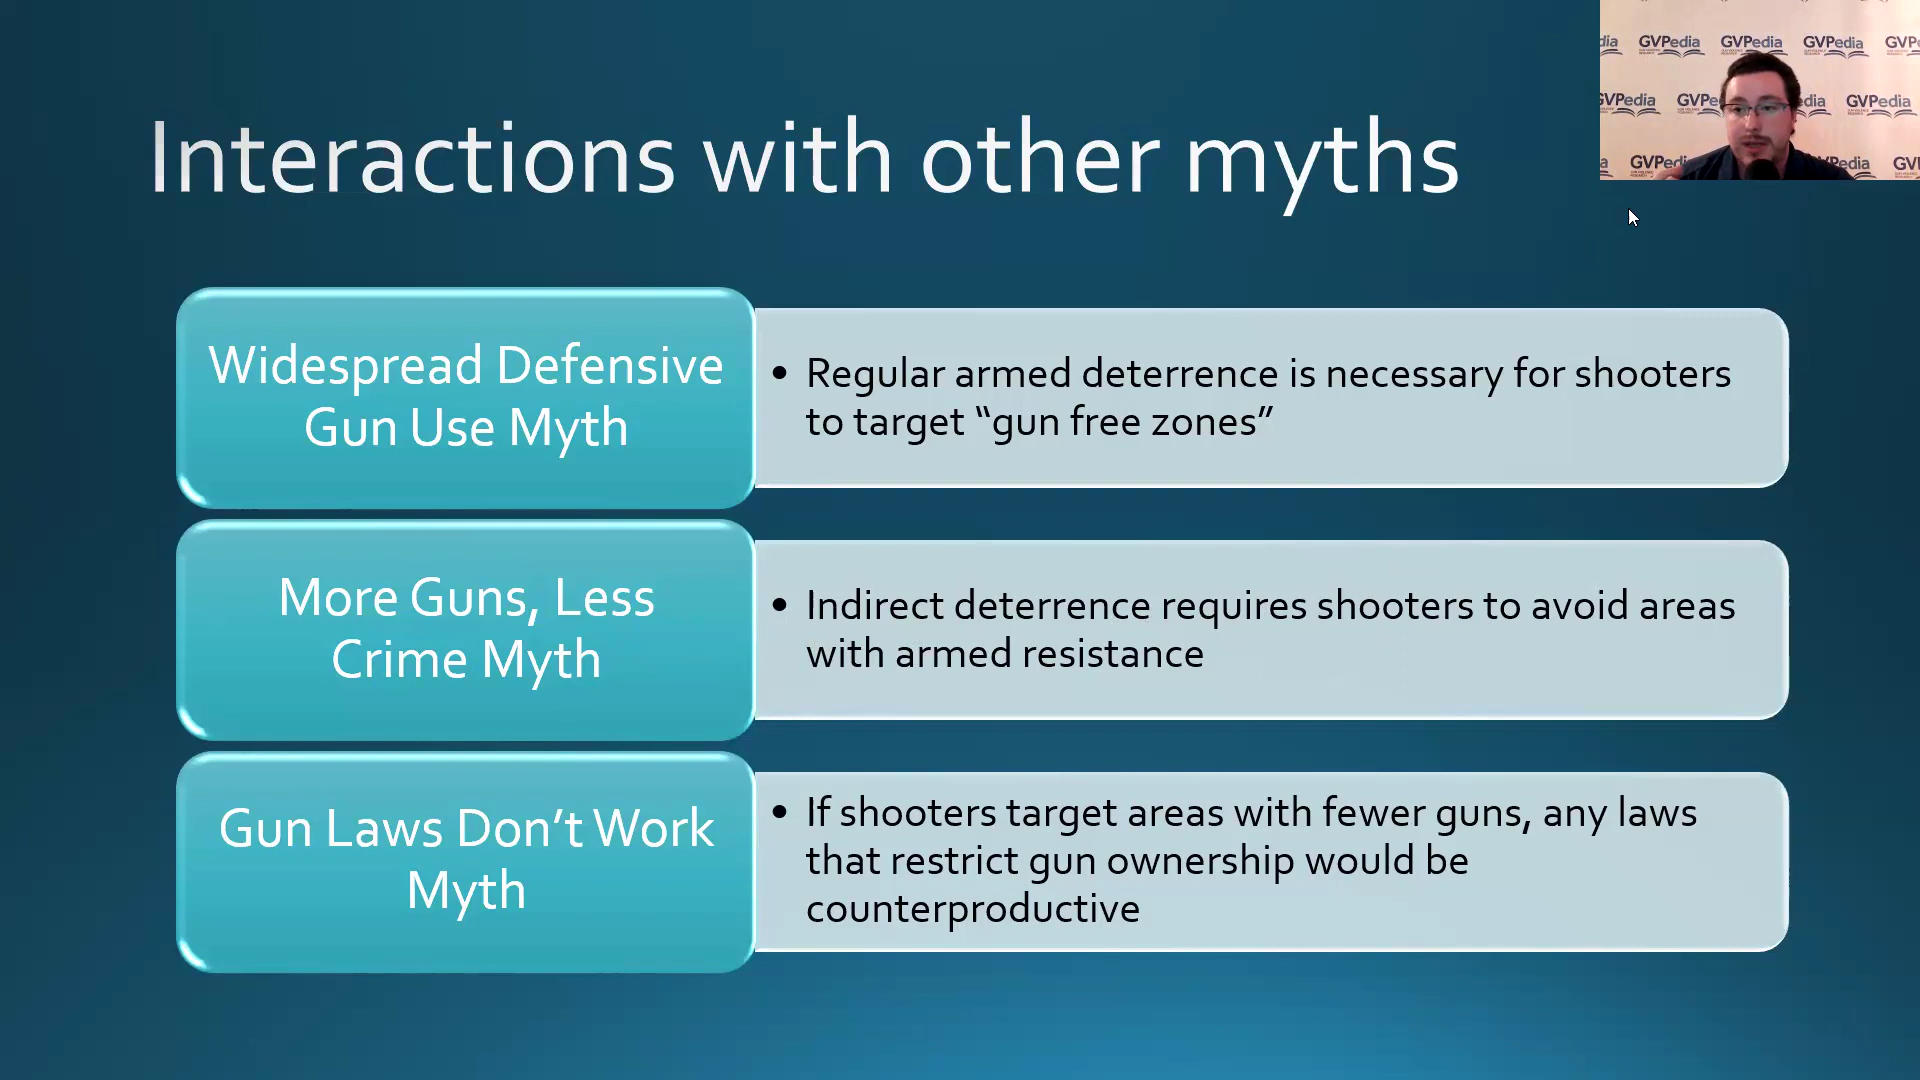 Interactions with other myths
Widespread Defensive
Gun Use Myth
• Regular armed deterrence is necessary for shooters
to target “gun free zones”
More Guns, Less
Crime Myth
• Indirect deterrence requires shooters to avoid areas
with armed resistance
Gun Laws Don’t Work
Myth
• If shooters target areas with fewer guns, any laws
that restrict gun ownership would be
counterproductive
GVPedia GVPedia GVPedia
GVPedia